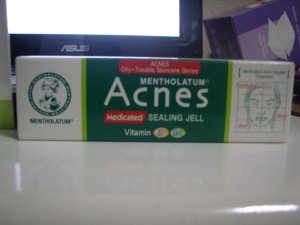 ASUS
ACNES
Oily-Trouble Skincare Series
MENTHOLATUM®
Acnes
Medicated SEALING JELL
Vitamin E
MENTHOLATUM®